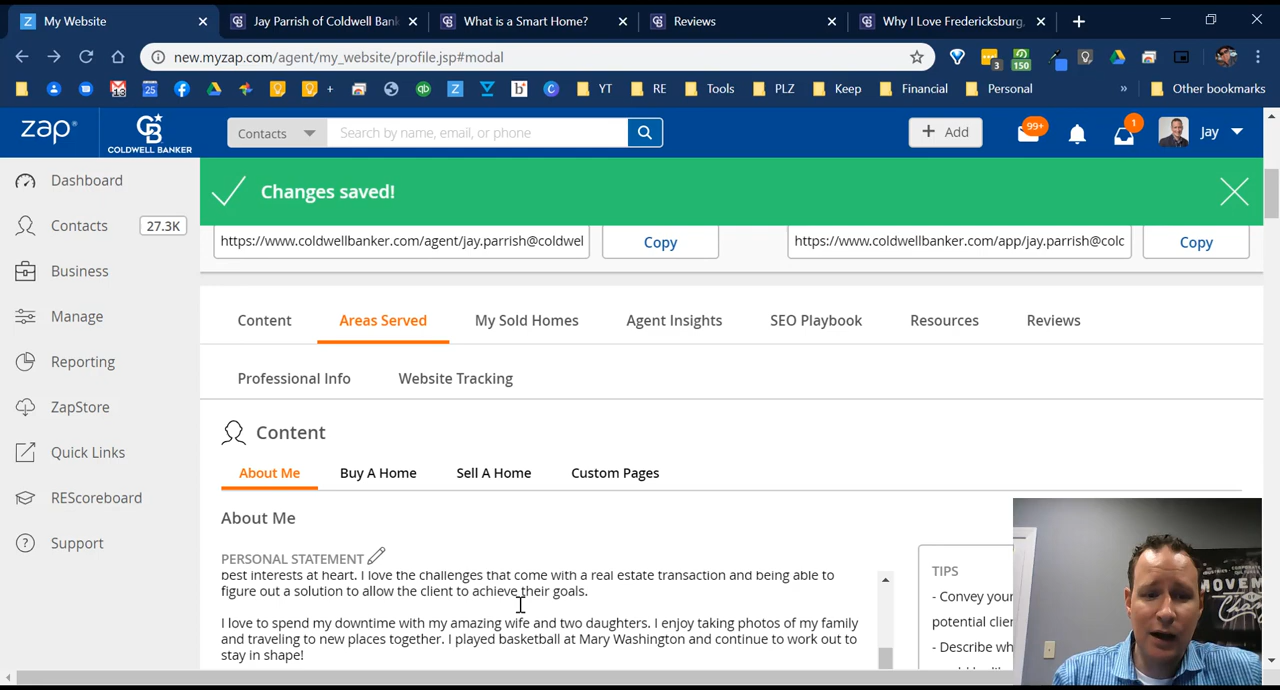 My Website
Jay Parrish of Coldwell Bank
What is a Smart Home?
Reviews
Why I Love Fredericksburg,
new.myzap.com/agent/my_website/profile.jsp#modal
3
150
13
25
YT
RE
Tools
PLZ
Keep
Financial
Personal
»
Other bookmarks
zap
CB
COLDWELL BANKER
Contacts
Search by name, email, or phone
+ Add
99+
1
Jay
Dashboard
Contacts 27.3K
Business
Manage
Reporting
ZapStore
Quick Links
REScoreboard
Support
Changes saved!
https://www.coldwellbanker.com/agent/jay.parrish@coldwel
Copy
https://www.coldwellbanker.com/app/jay.parrish@colc
Copy
Content
Areas Served
My Sold Homes
Agent Insights
SEO Playbook
Resources
Reviews
Professional Info
Website Tracking
Content
About Me
Buy A Home
Sell A Home
Custom Pages
About Me
PERSONAL STATEMENT
best interests at heart. I love the challenges that come with a real estate transaction and being able to
figure out a solution to allow the client to achieve their goals.
I love to spend my downtime with my amazing wife and two daughters. I enjoy taking photos of my family
and traveling to new places together. I played basketball at Mary Washington and continue to work out to
stay in shape!
TIPS
- Convey your
potential clien
- Describe wh
MOVEM
Chang